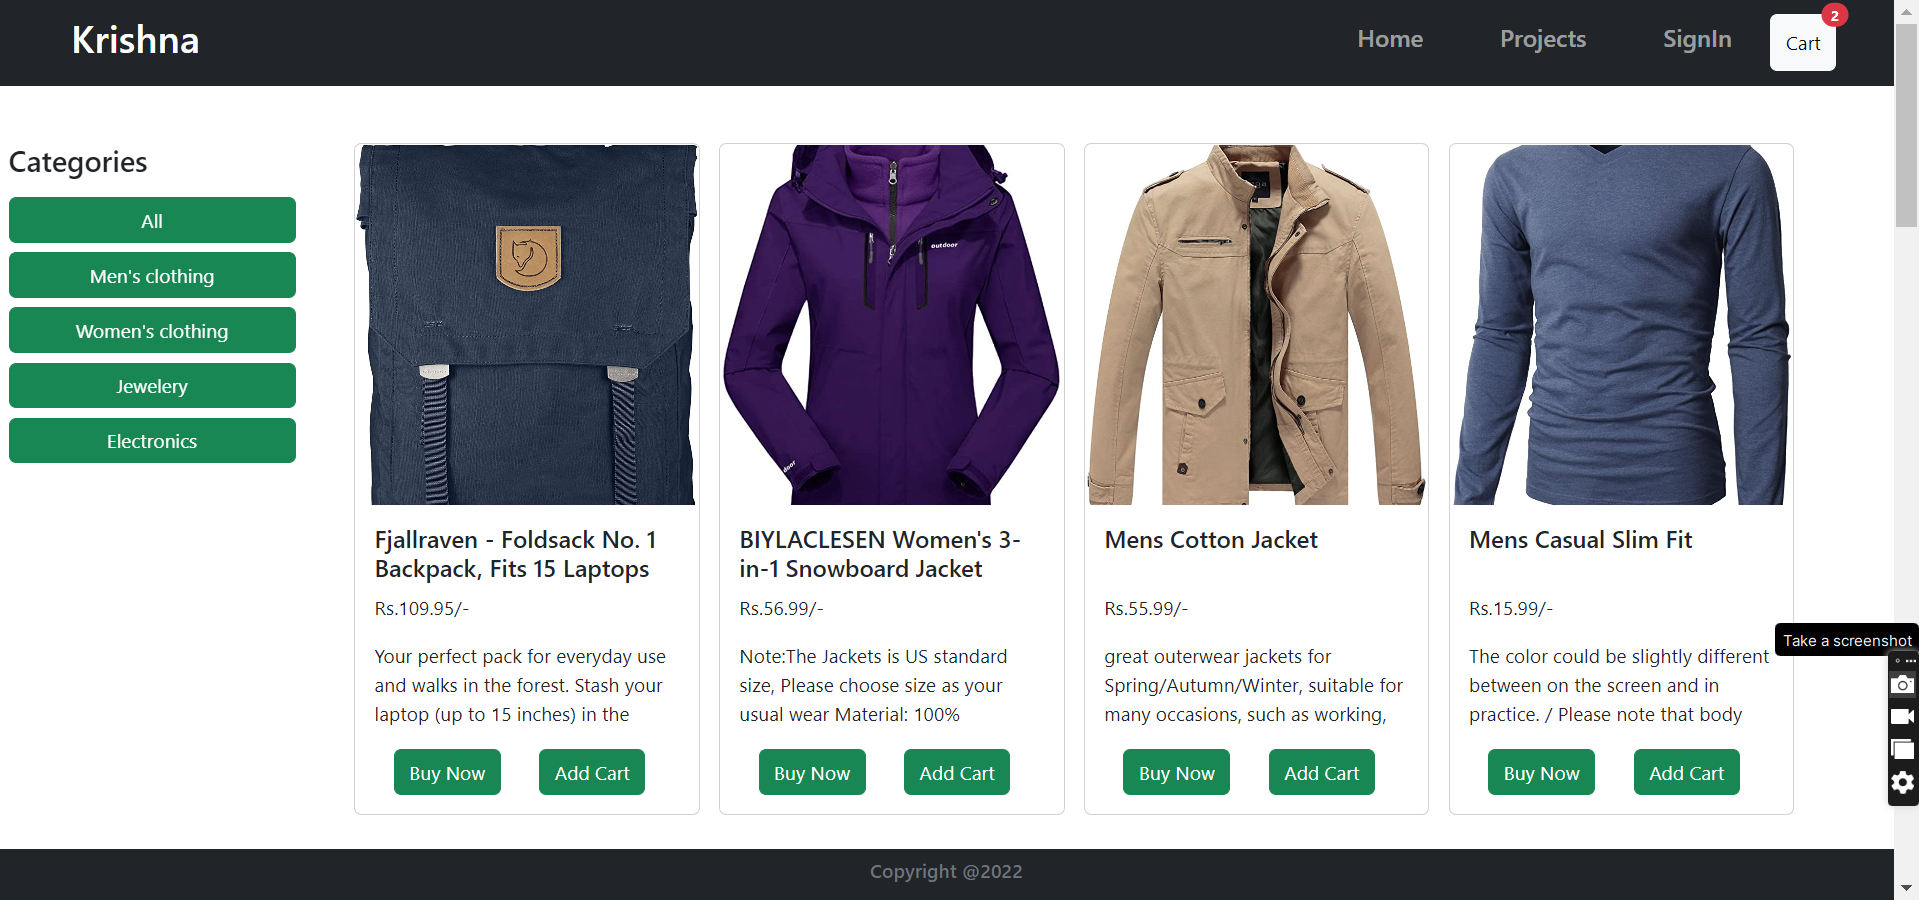 Krishna
Home
Projects
SignIn
Cart
2
Categories
All
Men's clothing
Women's clothing
Jewelery
Electronics
outdoor
Fjallraven - Foldsack No. 1
Backpack, Fits 15 Laptops
Rs.109.95/-
Your perfect pack for everyday use
and walks in the forest. Stash your
laptop (up to 15 inches) in the
Buy Now
Add Cart
BIYLACLESEN Women's 3-
in-1 Snowboard Jacket
Rs.56.99/-
Note:The Jackets is US standard
size, Please choose size as your
usual wear Material: 100%
Buy Now
Add Cart
Mens Cotton Jacket
Rs.55.99/-
great outerwear jackets for
Spring/Autumn/Winter, suitable for
many occasions, such as working,
Buy Now
Add Cart
Mens Casual Slim Fit
Rs.15.99/-
The color could be slightly different
between on the screen and in
practice. / Please note that body
Buy Now
Add Cart
Take a screenshot
Copyright @2022